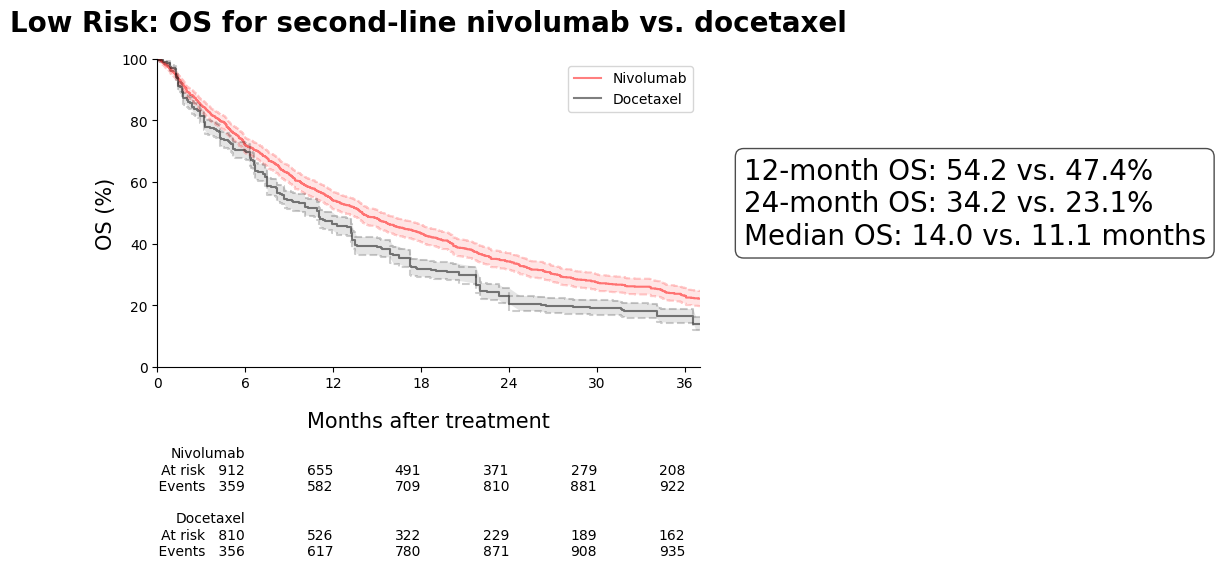 Low Risk: OS for second-line nivolumab vs. docetaxel
100
80
60
40
20
0
OS (%)
Nivolumab
Docetaxel
0 6 12 18 24 30 36
Months after treatment
12-month OS: 54.2 vs. 47.4%
24-month OS: 34.2 vs. 23.1%
Median OS: 14.0 vs. 11.1 months
Nivolumab
At risk 912 655 491 371 279 208
Events 359 582 709 810 881 922
Docetaxel
At risk 810 526 322 229 189 162
Events 356 617 780 871 908 935